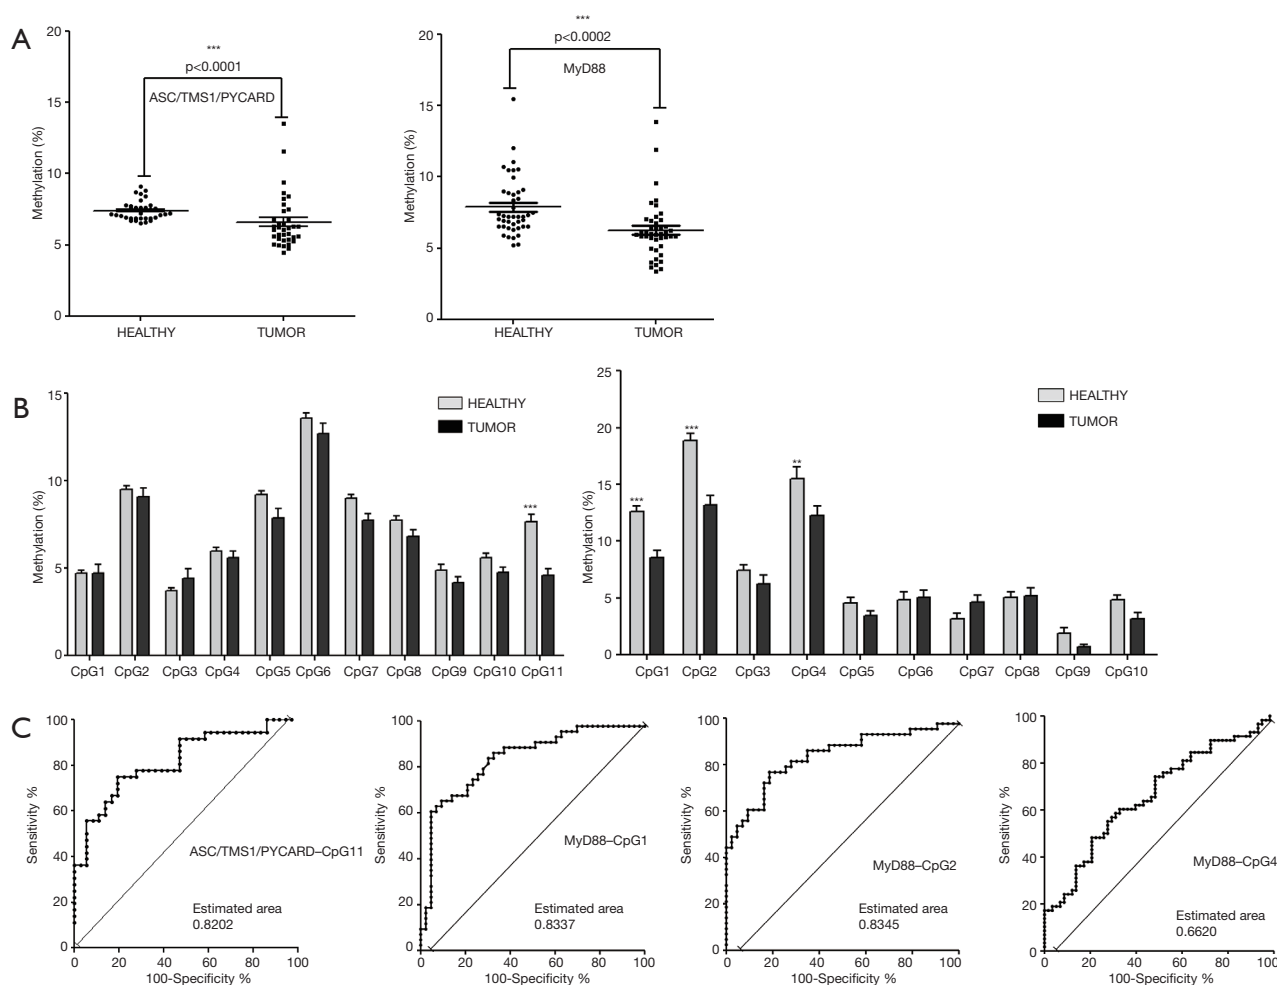 A
***
p<0.0001
ASC/TMS1/PYCARD
Methylation (%)
20
15
10
5
0
HEALTHY TUMOR
***
p<0.0002
MyD88
Methylation (%)
20
15
10
5
0
HEALTHY TUMOR
B
Methylation (%)
15
10
5
0
HEALTHY
TUMOR
***
CpG1 CpG2 CpG3 CpG4 CpG5 CpG6 CpG7 CpG8 CpG9 CpG10 CpG11
Methylation (%)
25
20
15
10
5
0
HEALTHY
TUMOR
***
***
**
CpG1 CpG2 CpG3 CpG4 CpG5 CpG6 CpG7 CpG8 CpG9 CpG10
C
Sensitivity %
100
80
60
40
20
0
ASC/TMS1/PYCARD–CpG11
Estimated area
0.8202
0 20 40 60 80 100
100-Specificity %
Sensitivity %
100
80
60
40
20
0
MyD88–CpG1
Estimated area
0.8337
0 20 40 60 80 100
100-Specificity %
Sensitivity %
100
80
60
40
20
0
MyD88–CpG2
Estimated area
0.8345
0 20 40 60 80 100
100-Specificity %
Sensitivity %
100
80
60
40
20
0
MyD88–CpG4
Estimated area
0.6620
0 20 40 60 80 100
100-Specificity %